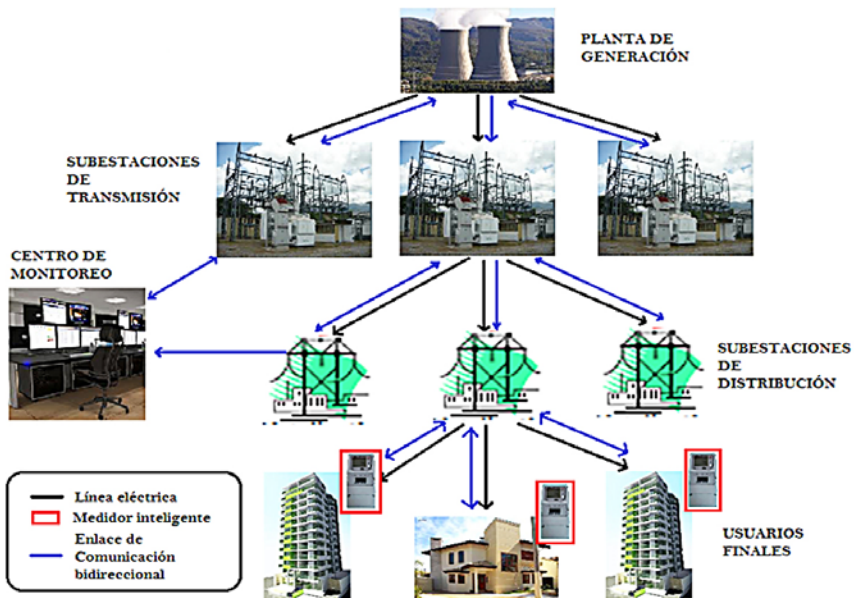 PLANTA DE
GENERACIÓN
SUBESTACIONES
DE
TRANSMISIÓN
CENTRO DE
MONITOREO
SUBESTACIONES
DE
DISTRIBUCIÓN
Línea eléctrica
Medidor inteligente
Enlace de
Comunicación
bidireccional
USUARIOS
FINALES